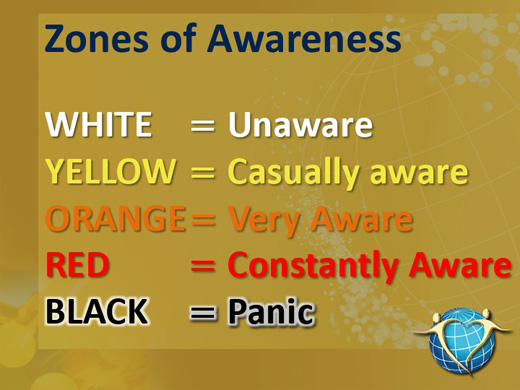 Zones of Awareness
WHITE = Unaware
YELLOW = Casually aware
ORANGE = Very Aware
RED = Constantly Aware
BLACK = Panic